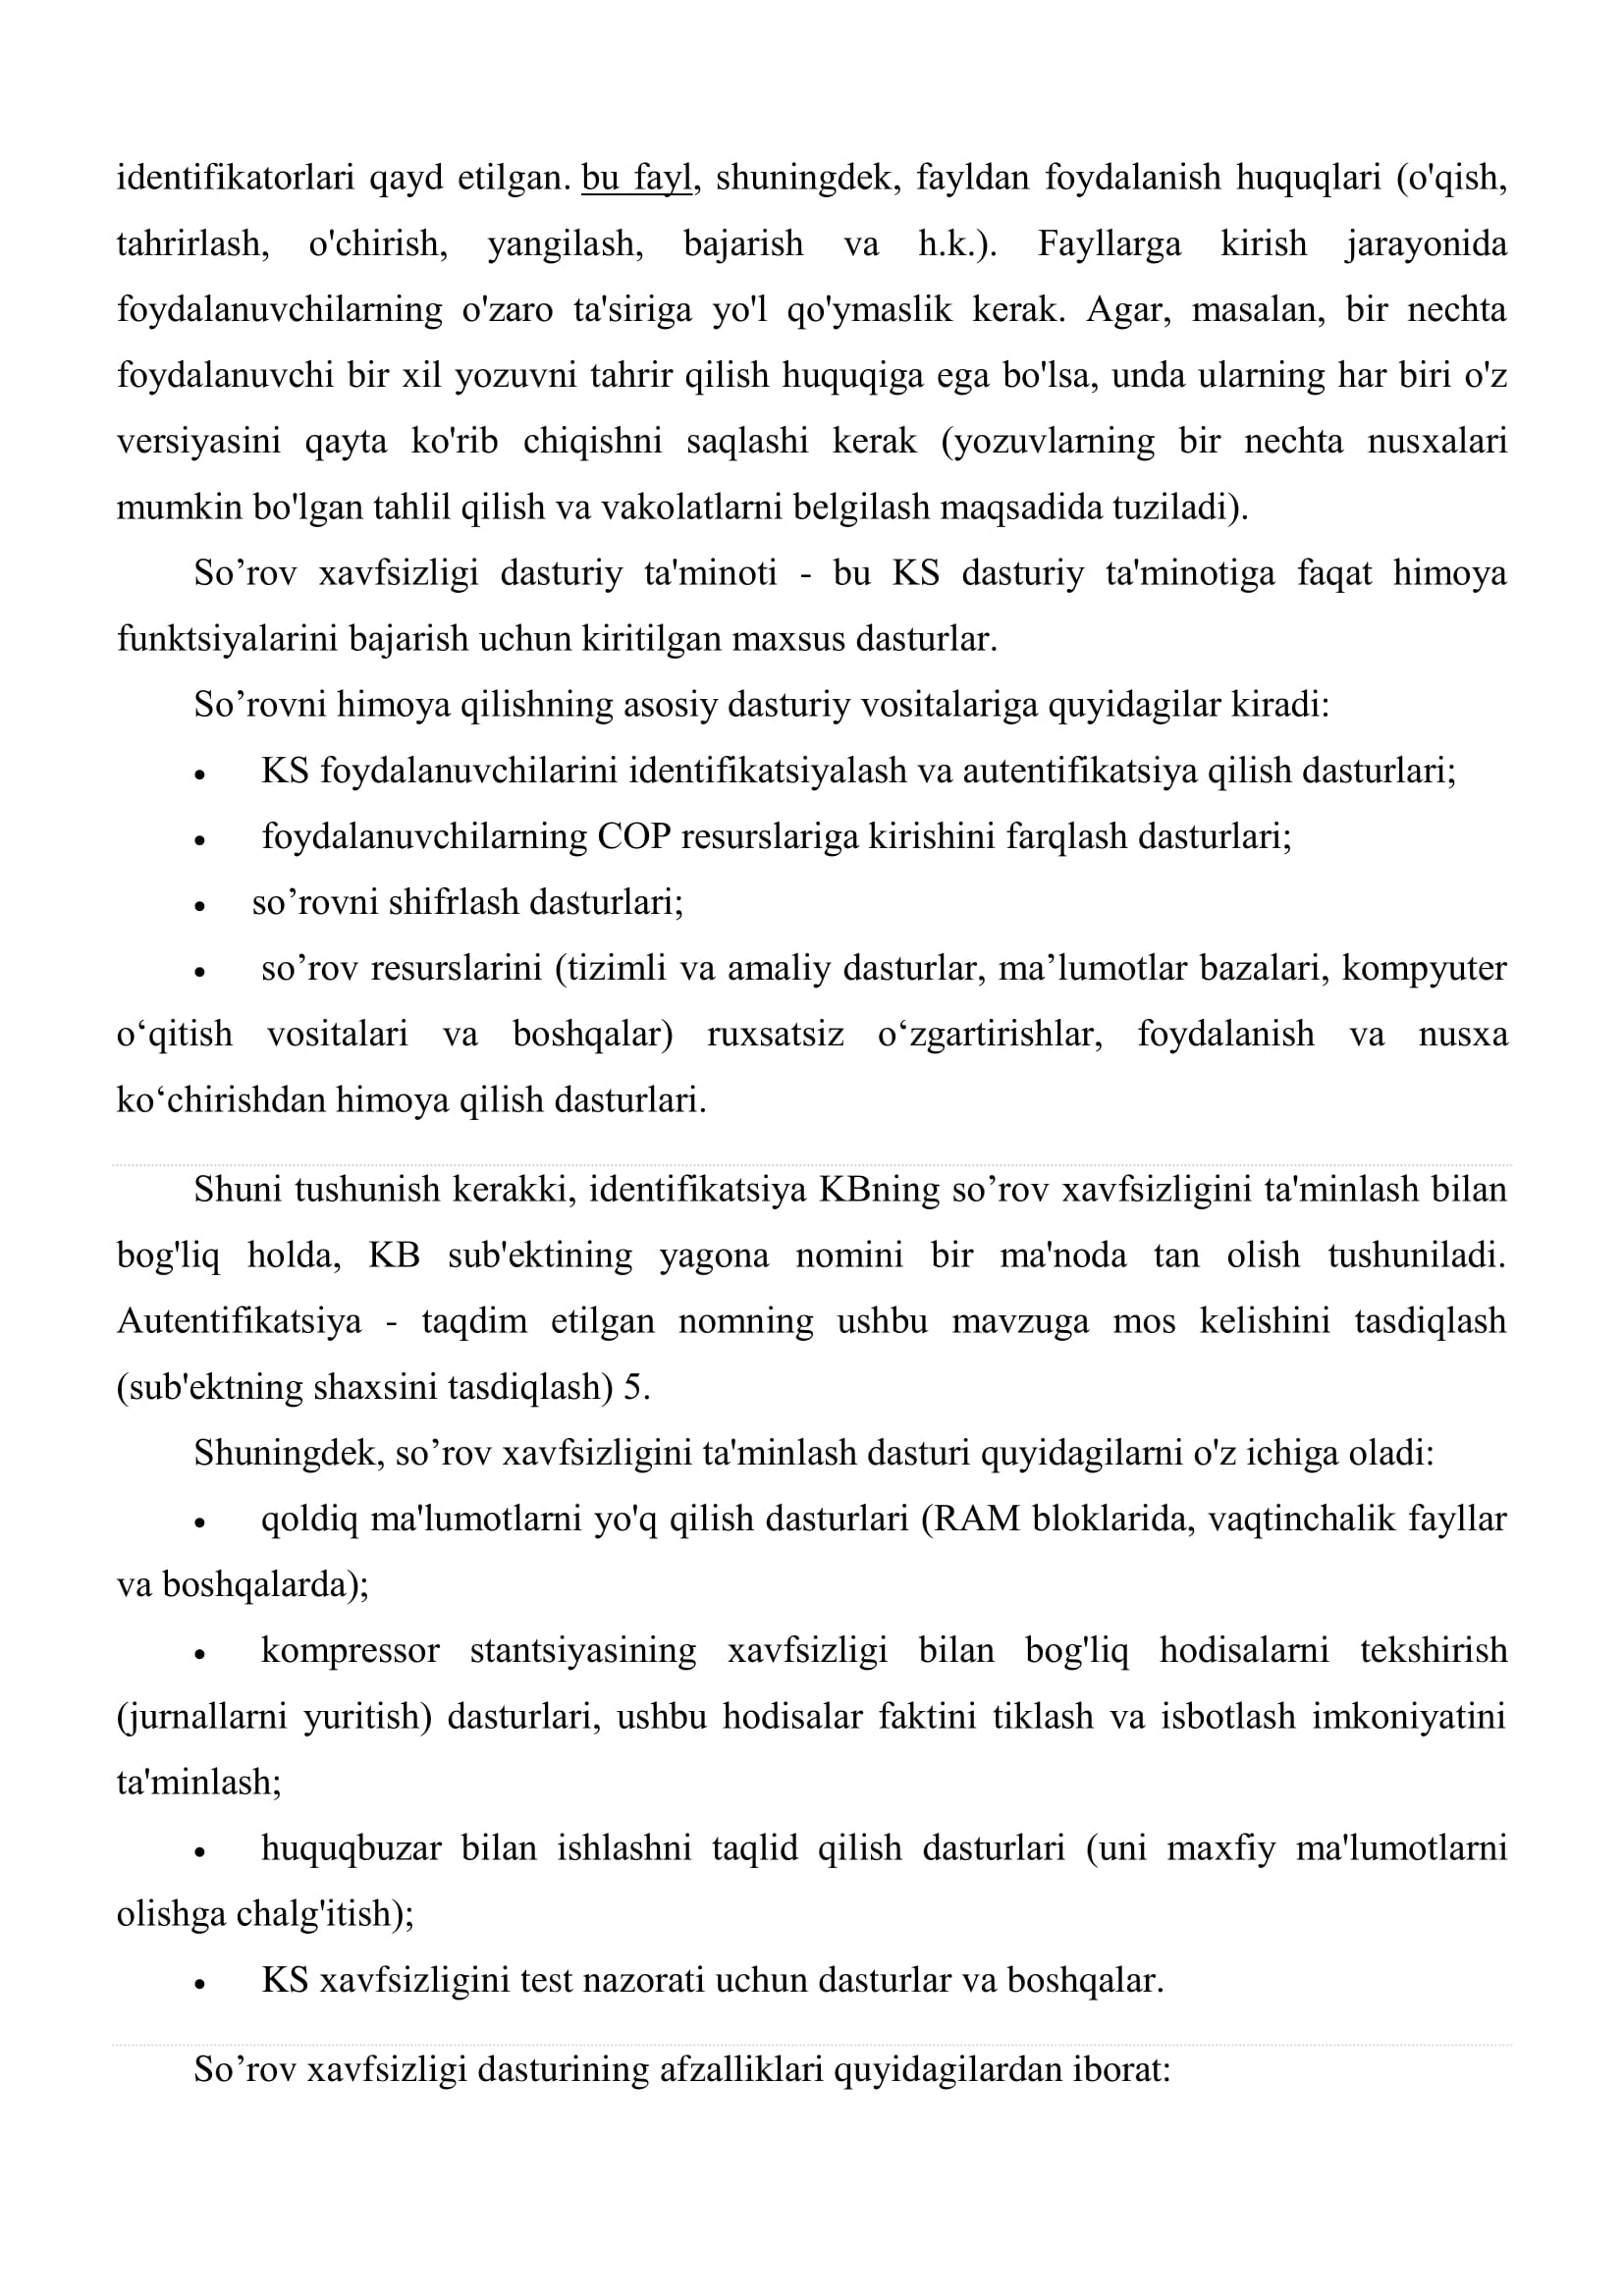 identifikatorlari qayd etilgan. bu fayl, shuningdek, fayldan foydalanish huquqlari (o'qish,
tahrirlash, o'chirish, yangilash, bajarish va h.k.). Fayllarga kirish jarayonida
foydalanuvchilarning o'zaro ta'siriga yo'l qo'ymaslik kerak. Agar, masalan, bir nechta
foydalanuvchi bir xil yozuvni tahrir qilish huquqiga ega bo'lsa, unda ularning har biri o'z
versiyasini qayta ko'rib chiqishni saqlashi kerak (yozuvlarning bir nechta nusxalari
mumkin bo'lgan tahlil qilish va vakolatlarni belgilash maqsadida tuziladi).
So’rov xavfsizligi dasturiy ta'minoti - bu KS dasturiy ta'minotiga faqat himoya
funktsiyalarini bajarish uchun kiritilgan maxsus dasturlar.
So’rovni himoya qilishning asosiy dasturiy vositalariga quyidagilar kiradi:
• KS foydalanuvchilarini identifikatsiyalash va autentifikatsiya qilish dasturlari;
• foydalanuvchilarning COP resurslariga kirishini farqlash dasturlari;
• so’rovni shifrlash dasturlari;
• so’rov resurslarini (tizimli va amaliy dasturlar, ma’lumotlar bazalari, kompyuter
o‘qitish vositalari va boshqalar) ruxsatsiz o‘zgartirishlar, foydalanish va nusxa
ko‘chirishdan himoya qilish dasturlari.
Shuni tushunish kerakki, identifikatsiya KBning so’rov xavfsizligini ta'minlash bilan
bog'liq holda, KB sub'ektining yagona nomini bir ma'noda tan olish tushuniladi.
Autentifikatsiya - taqdim etilgan nomning ushbu mavzuga mos kelishini tasdiqlash
(sub'ektning shaxsini tasdiqlash) 5.
Shuningdek, so’rov xavfsizligini ta'minlash dasturi quyidagilarni o'z ichiga oladi:
• qoldiq ma'lumotlarni yo'q qilish dasturlari (RAM bloklarida, vaqtinchalik fayllar
va boshqalarda);
• kompressor stantsiyasining xavfsizligi bilan bog'liq hodisalarni tekshirish
(jurnallarni yuritish) dasturlari, ushbu hodisalar faktini tiklash va isbotlash imkoniyatini
ta'minlash;
• huquqbuzar bilan ishlashni taqlid qilish dasturlari (uni maxfiy ma'lumotlarni
olishga chalg'itish);
• KS xavfsizligini test nazorati uchun dasturlar va boshqalar.
So’rov xavfsizligi dasturining afzalliklari quyidagilardan iborat: